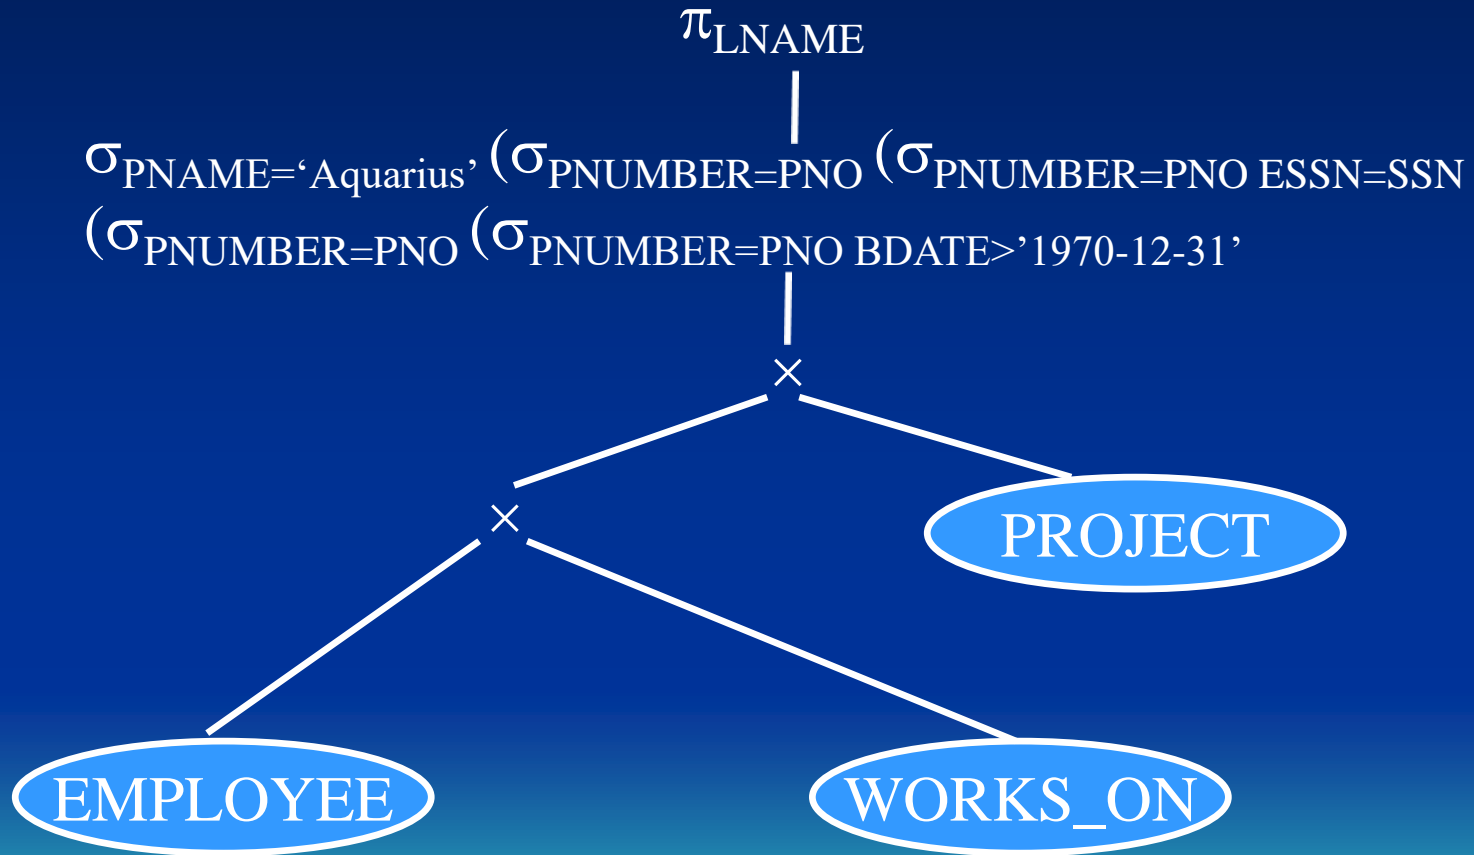 πLNAME
σPNAME=‘Aquarius’ (σPNUMBER=PNO (σPNUMBER=PNO ESSN=SSN
(σPNUMBER=PNO (σPNUMBER=PNO BDATE>’1970-12-31’
×
×
PROJECT
EMPLOYEE WORKS_ON